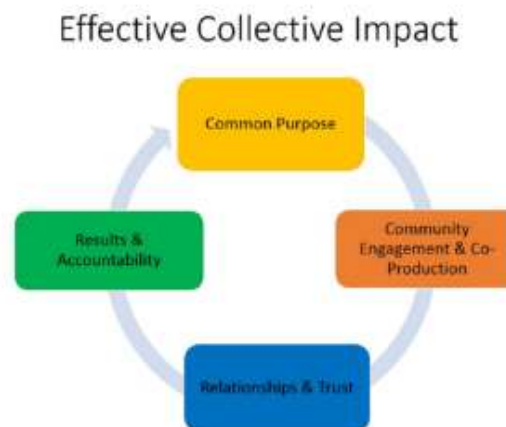 Effective Collective Impact
Common Purpose
Community
Engagement & Co-
Production
Relationships & Trust
Results &
Accountability